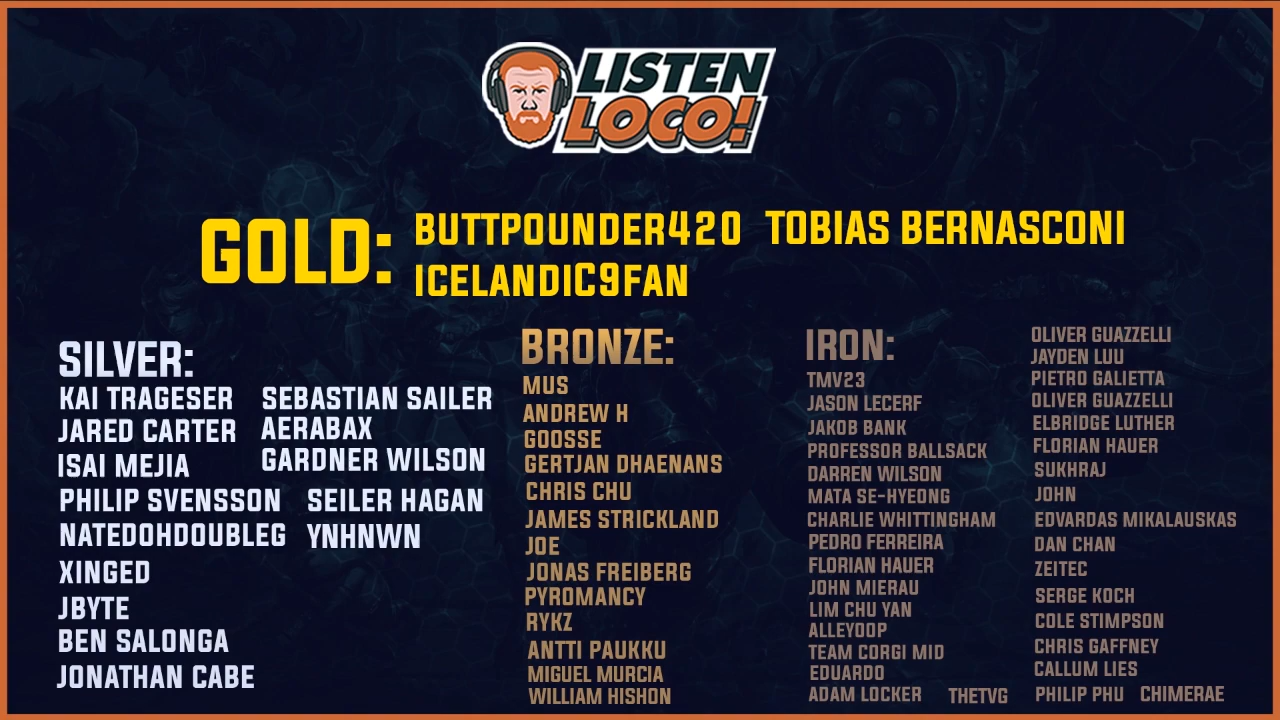 LISTEN
LOCO!
GOLD:
BUTTPOUNDER420 TOBIAS BERNASCONI
ICELANDIC9FAN
SILVER:
KAI TRAGESER
JARED CARTER
ISAI MEJIA
PHILIP SVENSSON
NATEDOHDOUBLEG
XINGED
JBYTE
BEN SALONGA
JONATHAN CABE
SEBASTIAN SAILER
AERABAX
GARDNER WILSON
SEILER HAGAN
YNHNWN
BRONZE:
MUS
ANDREW H
GOOSSE
GERTJAN DHAENANS
CHRIS CHU
JAMES STRICKLAND
JOE
JONAS FREIBERG
PYROMANCY
RYKZ
ANTTI PAUKKU
MIGUEL MURCIA
WILLIAM HISHON
IRON:
TMV23
JASON LECERF
JAKOB BANK
PROFESSOR BALLSACK
DARREN WILSON
MATA SE-HYEONG
CHARLIE WHITTINGHAM
PEDRO FERREIRA
FLORIAN HAUER
JOHN MIERAU
LIM CHU YAN
ALLEYOOP
TEAM CORGI MID
EDUARDO
ADAM LOCKER
THETVG
OLIVER GUAZZELLI
JAYDEN LUU
PIETRO GALIETTA
OLIVER GUAZZELLI
ELBRIDGE LUTHER
FLORIAN HAUER
SUKHRAJ
JOHN
EDVARDAS MIKALAUSKAS
DAN CHAN
ZEITEC
SERGE KOCH
COLE STIMPSON
CHRIS GAFFNEY
CALLUM LIES
PHILIP PHU
CHIMERAE